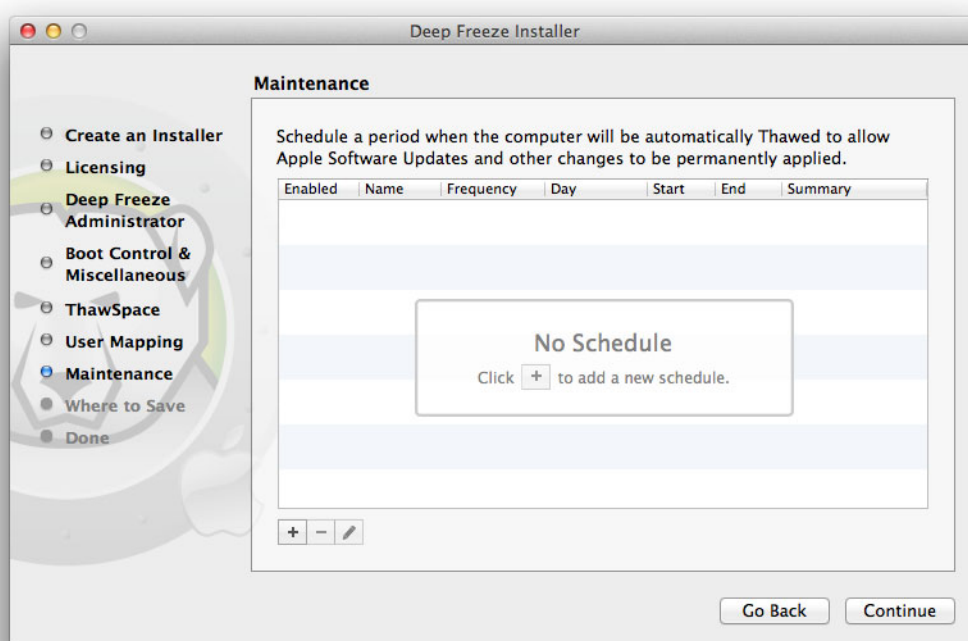 Deep Freeze Installer
Maintenance
Create an Installer
Licensing
Deep Freeze
Administrator
Boot Control &
Miscellaneous
ThawSpace
User Mapping
Maintenance
Where to Save
Done
Schedule a period when the computer will be automatically Thawed to allow
Apple Software Updates and other changes to be permanently applied.
Enabled Name Frequency Day Start End Summary
No Schedule
Click + to add a new schedule.
+ −
Go Back Continue